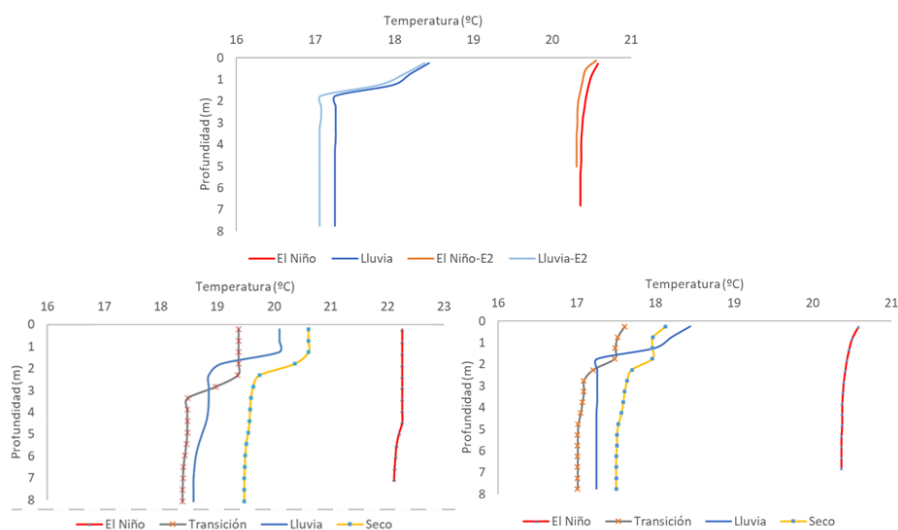 Temperatura (ºC)
16 17 18 19 20 21
0
1
2
3
4
5
6
7
8
Profundidad (m)
El Niño Lluvia El Niño-E2 Lluvia-E2
Temperatura (ºC)
16 17 18 19 20 21 22 23
0
1
2
3
4
5
6
7
8
Profundidad (m)
El Niño Transición Lluvia Seco
Temperatura (ºC)
16 17 18 19 20 21
0
1
2
3
4
5
6
7
8
Profundidad (m)
El Niño Transición Lluvia Seco